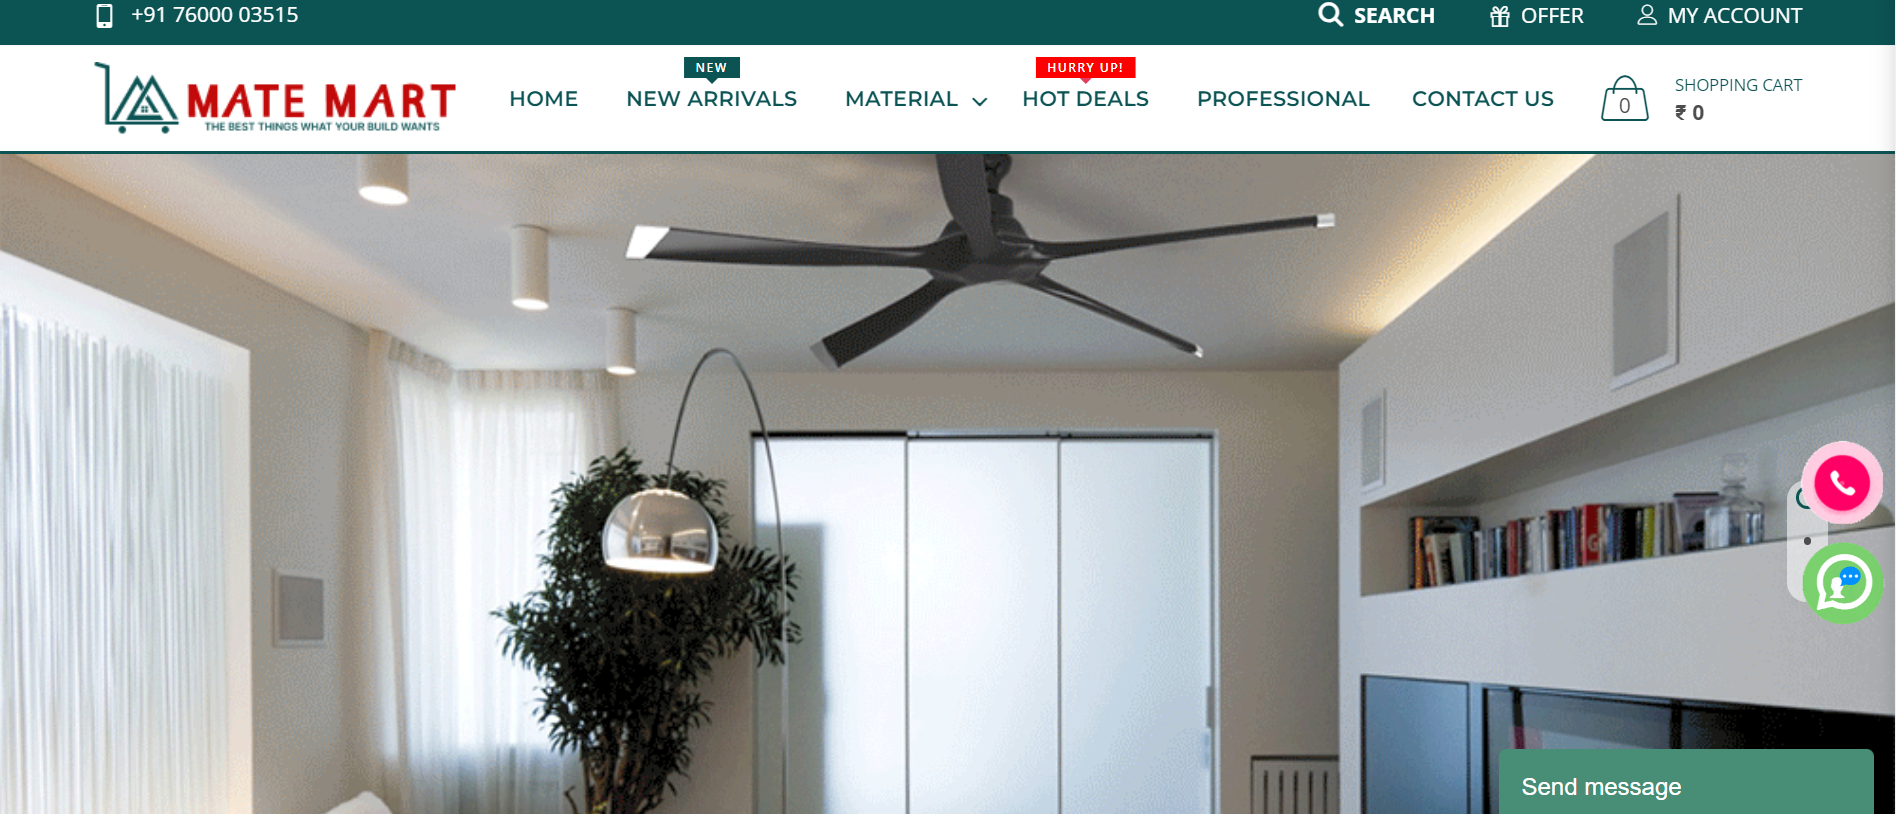 +91 76000 03515
SEARCH
OFFER
MY ACCOUNT
MATE MART
THE BEST THINGS WHAT YOUR BUILD WANTS
HOME
NEW
NEW ARRIVALS
MATERIAL
HURRY UP!
HOT DEALS
PROFESSIONAL
CONTACT US
0
SHOPPING CART
₹ 0
Send message